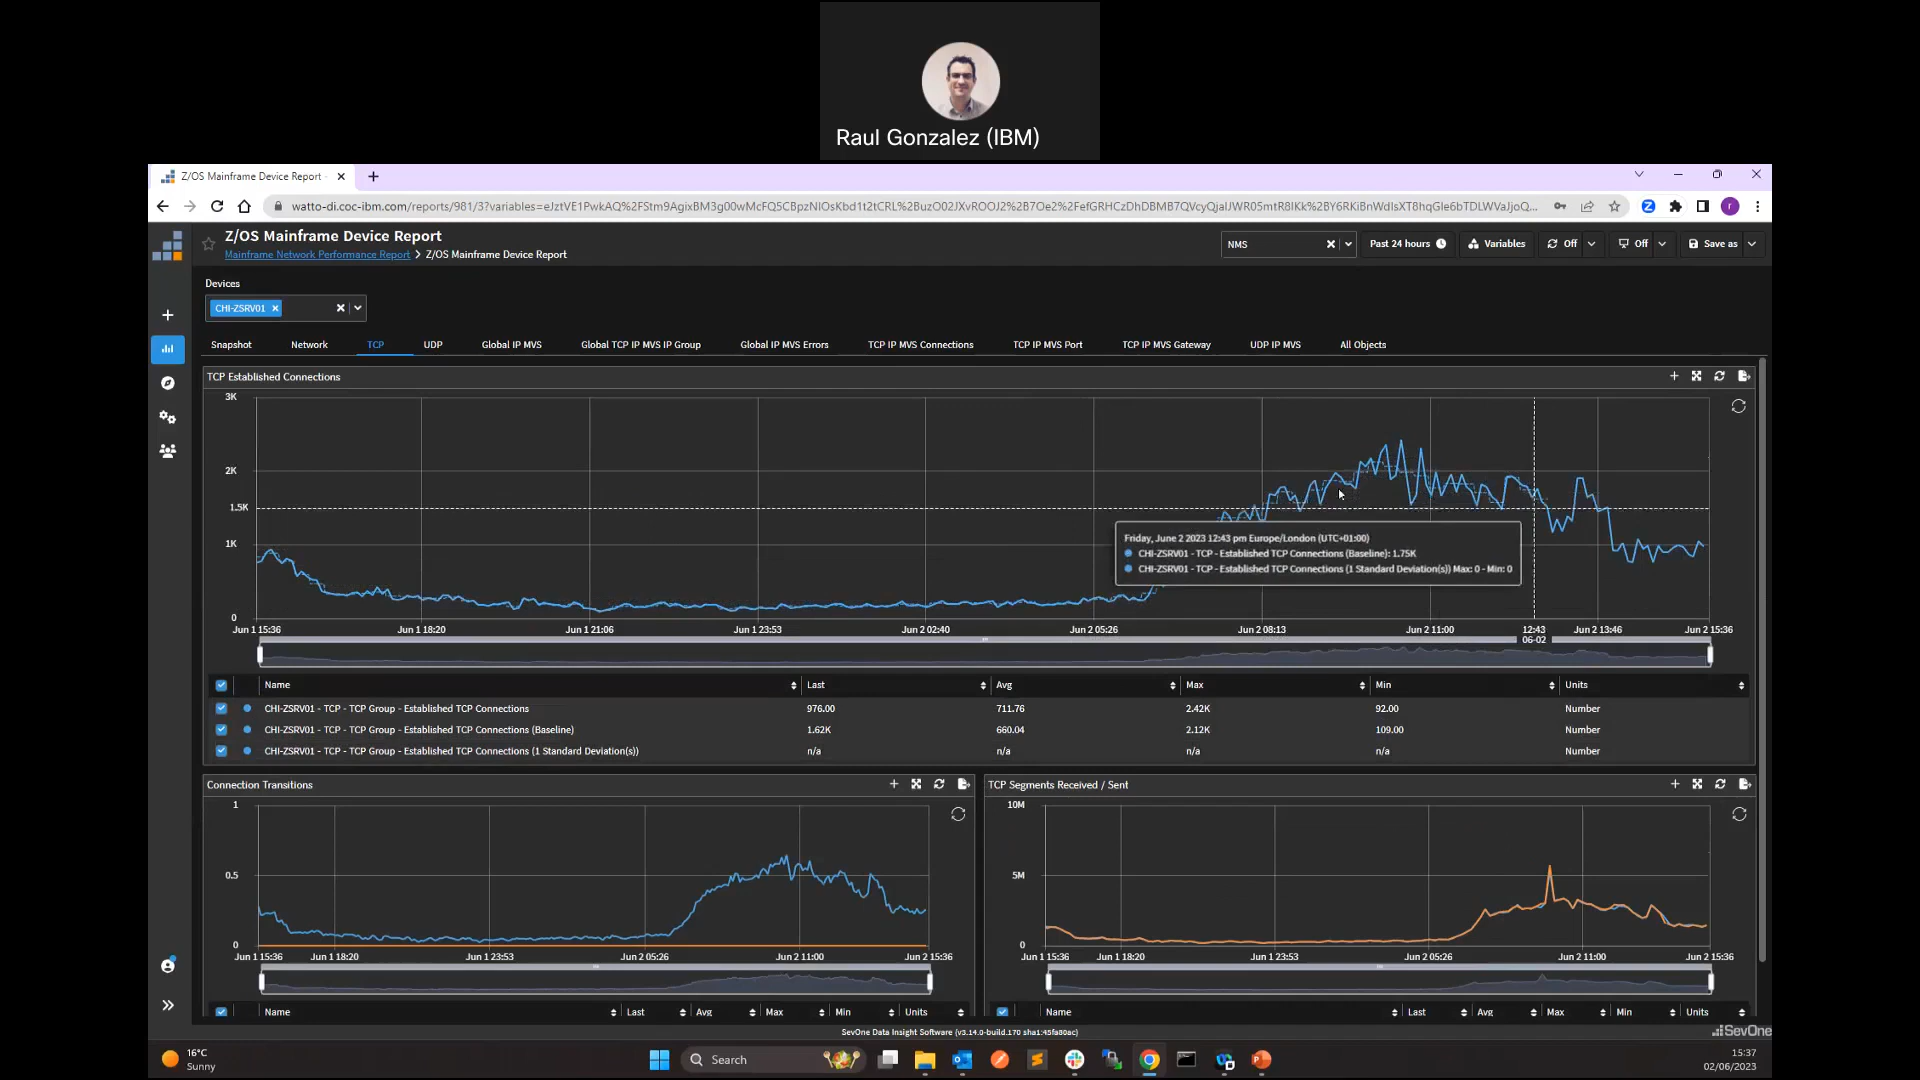 Raul Gonzalez (IBM)
Z/OS Mainframe Device Report
Z/OS Mainframe Device Report
Mainframe Network Performance Report > Z/OS Mainframe Device Report
NMS
Past 24 hours
Variables
Off
Off
Save as
Devices
CHI-ZSRV01
Snapshot
Network
TCP
UDP
Global IP MVS
Global TCP IP MVS IP Group
Global IP MVS Errors
TCP IP MVS Connections
TCP IP MVS Port
TCP IP MVS Gateway
UDP IP MVS
All Objects
TCP Established Connections
3K
2K
1.5K
1K
0
Friday, June 2 2023 12:43 pm Europe/London (UTC+01:00)
CHI-ZSRV01 - TCP - Established TCP Connections (Baseline): 1.75K
CHI-ZSRV01 - TCP - Established TCP Connections (1 Standard Deviation(s)) Max: 0 - Min: 0
Jun 1 15:36
Jun 1 18:20
Jun 1 21:06
Jun 1 23:53
Jun 2 02:40
Jun 2 05:26
Jun 2 08:13
Jun 2 11:00
12:43
06-02
Jun 2 13:46
Jun 2 15:36
Name Last Avg Max Min Units
CHI-ZSRV01 - TCP - TCP Group - Established TCP Connections 976.00 711.76 2.42K 92.00 Number
CHI-ZSRV01 - TCP - TCP Group - Established TCP Connections (Baseline) 1.62K 660.04 2.12K 109.00 Number
CHI-ZSRV01 - TCP - TCP Group - Established TCP Connections (1 Standard Deviation(s)) n/a n/a n/a n/a Number
Connection Transitions
1
0.5
0
Jun 1 15:36
Jun 1 18:20
Jun 1 23:53
Jun 2 05:26
Jun 2 11:00
Jun 2 15:36
Name Last Avg Max Min Units
TCP Segments Received / Sent
10M
5M
0
Jun 1 15:36
Jun 1 18:20
Jun 1 23:53
Jun 2 05:26
Jun 2 11:00
Jun 2 15:36
Name Last Avg Max Min Units
SevOne Data Insight Software (v3.14.0-build.170 sha1:45fa80ac)
SevOne
16°C
Sunny
Search
15:37
02/06/2023